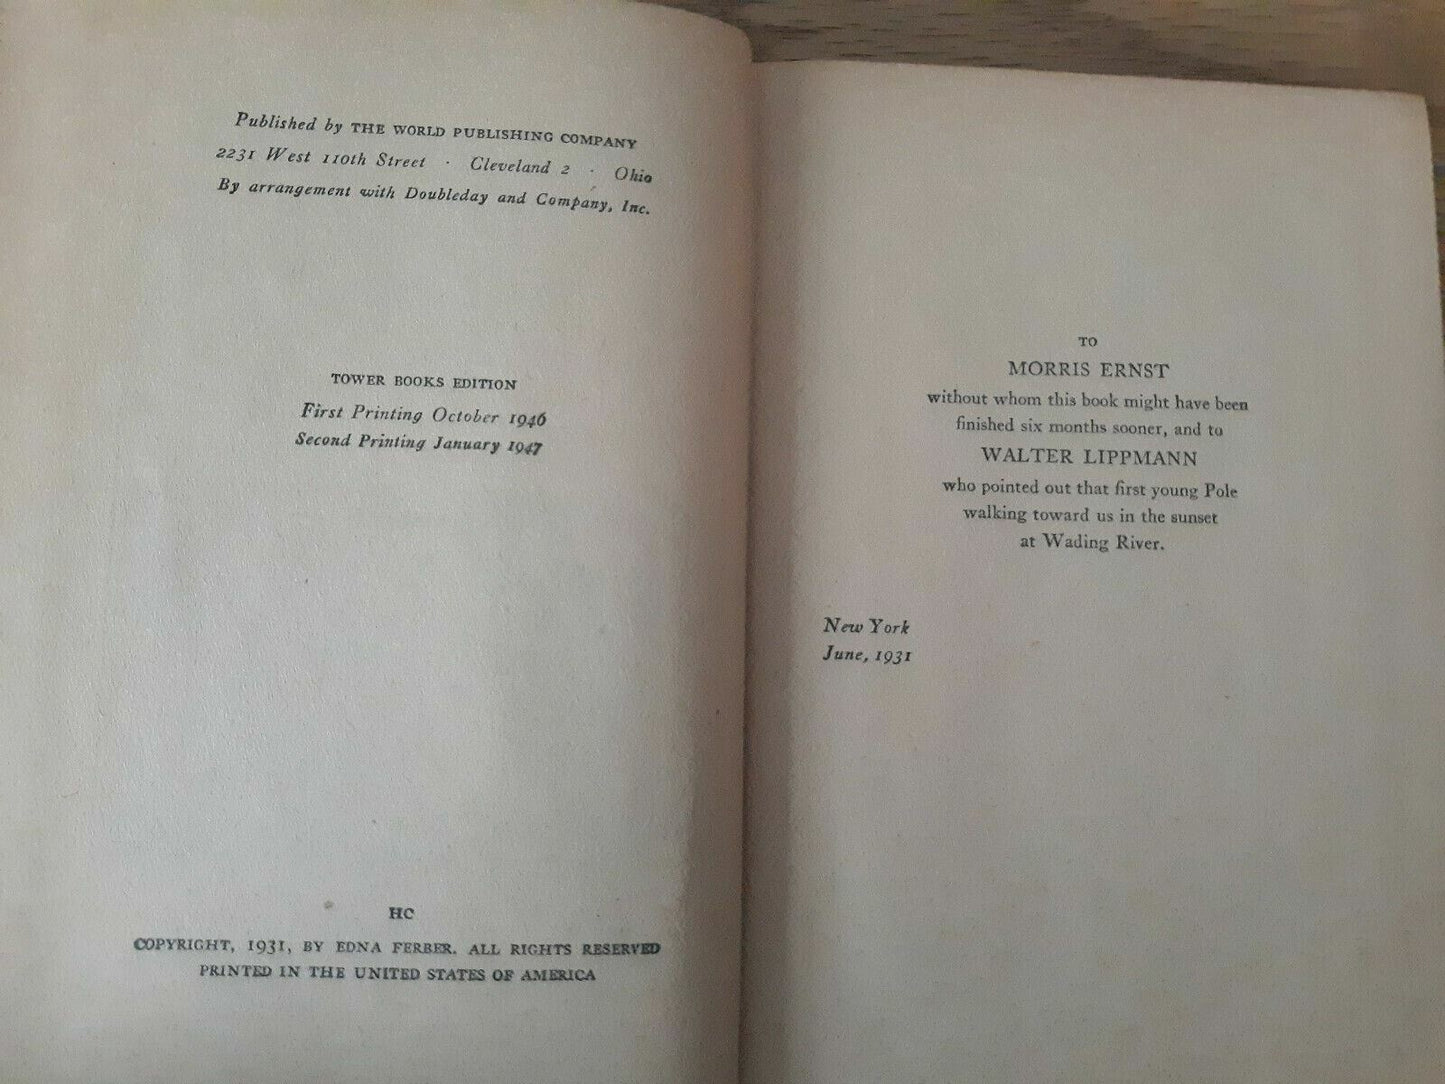 Published by THE WORLD PUBLISHING COMPANY
2231 West 110th Street · Cleveland 2 · Ohio
By arrangement with Doubleday and Company, Inc.
TOWER BOOKS EDITION
First Printing October 1946
Second Printing January 1947
HC
COPYRIGHT, 1931, BY EDNA FERBER. ALL RIGHTS RESERVED
PRINTED IN THE UNITED STATES OF AMERICA
TO
MORRIS ERNST
without whom this book might have been
finished six months sooner, and to
WALTER LIPPMANN
who pointed out that first young Pole
walking toward us in the sunset
at Wading River.
New York
June, 1931